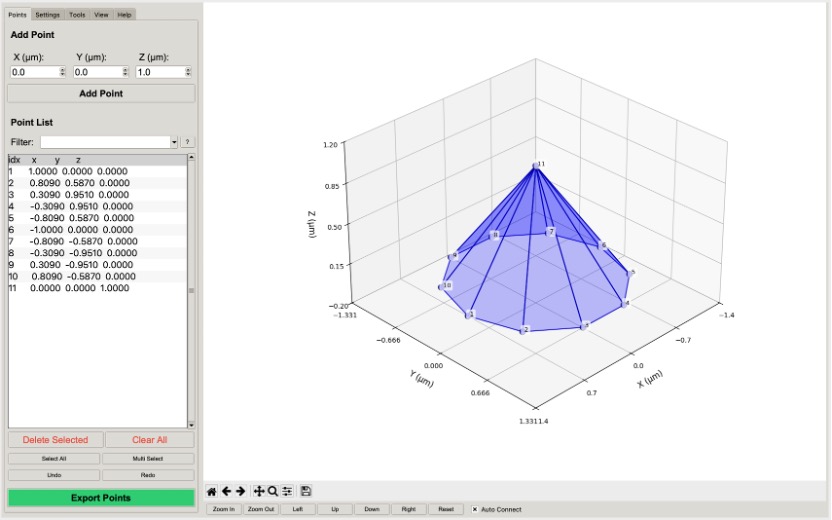 Points Settings Tools View Help
Add Point
X (μm): Y (μm): Z (μm):
0.0 0.0 1.0
Add Point
Point List
Filter: ?
idx x y z
1 1.0000 0.0000 0.0000
2 0.8090 0.5870 0.0000
3 0.3090 0.9510 0.0000
4 -0.3090 0.9510 0.0000
5 -0.8090 0.5870 0.0000
6 -1.0000 0.0000 0.0000
7 -0.8090 -0.5870 0.0000
8 -0.3090 -0.9510 0.0000
9 0.3090 -0.9510 0.0000
10 0.8090 -0.5870 0.0000
11 0.0000 0.0000 1.0000
Delete Selected Clear All
Select All Multi Select
Undo Redo
Export Points
1.20
0.85
0.50
0.15
−0.20
Z (μm)
−1.331
−0.666
0.000
0.666
1.331
Y (μm)
1.4
0.7
0.0
−0.7
−1.4
X (μm)
11
8
7
6
9
5
10
4
1
3
2
Zoom In Zoom Out Left Up Down Right Reset Auto Connect